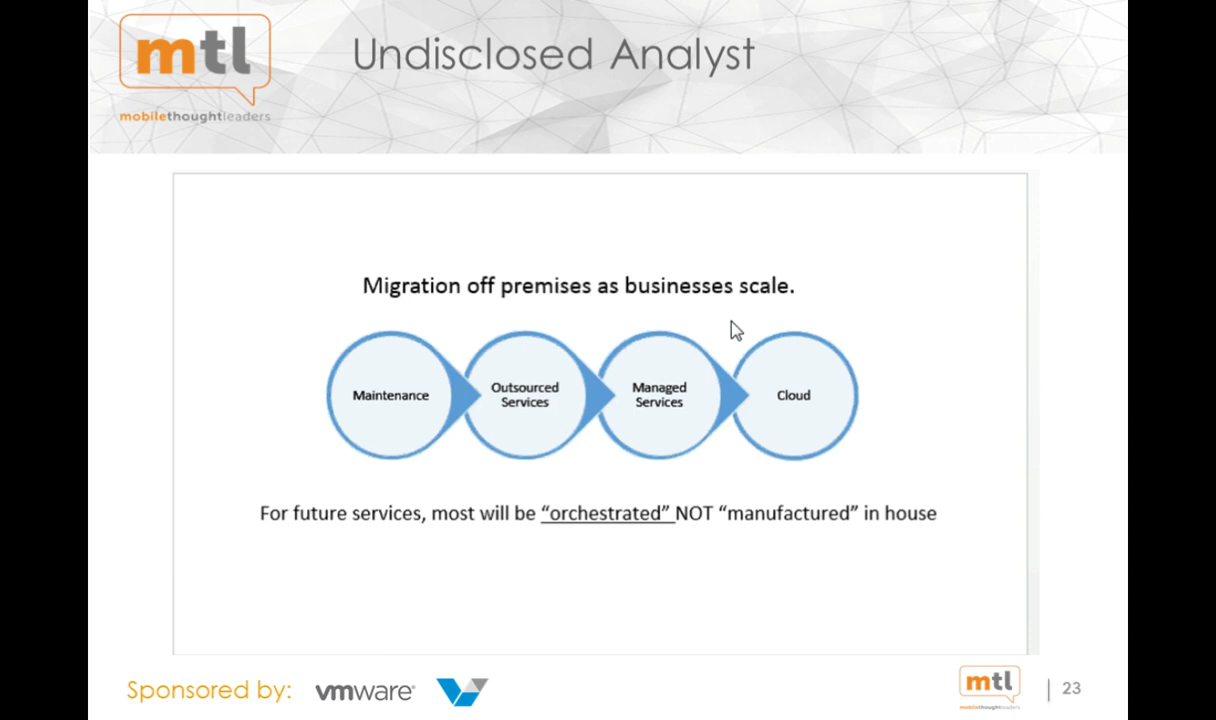 mtl
mobilethoughtleaders
Undisclosed Analyst
Migration off premises as businesses scale.
Maintenance
Outsourced
Services
Managed
Services
Cloud
For future services, most will be “orchestrated” NOT “manufactured” in house
Sponsored by:
vmware
mtl
mobilethoughtleaders
23